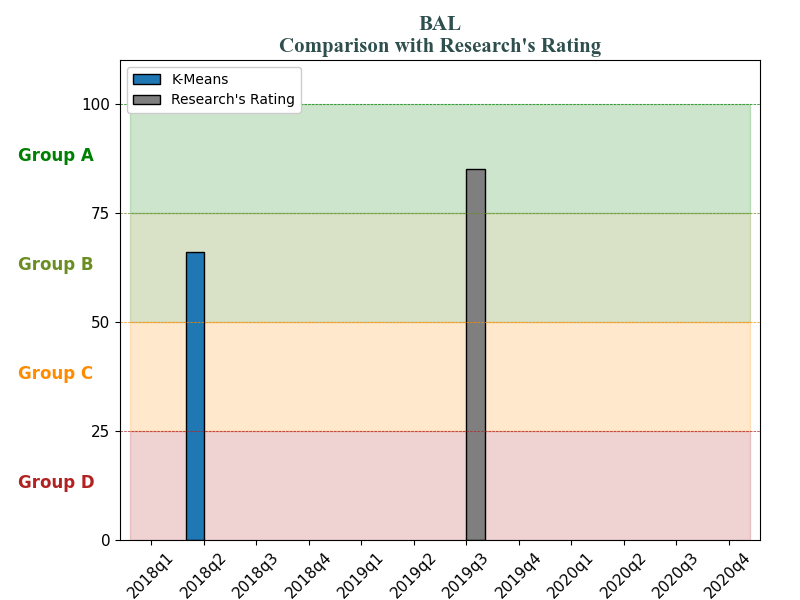 BAL
Comparison with Research's Rating
K-Means
Research's Rating
100
Group A
75
Group B
50
Group C
25
Group D
0
2018q1
2018q2
2018q3
2018q4
2019q1
2019q2
2019q3
2019q4
2020q1
2020q2
2020q3
2020q4